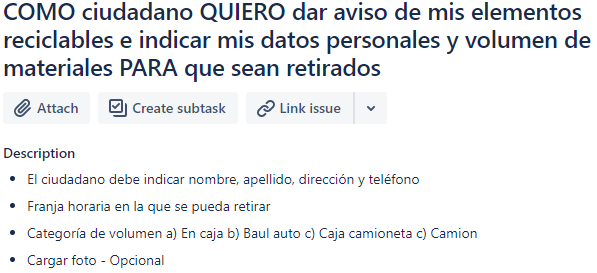 COMO ciudadano QUIERO dar aviso de mis elementos
reciclables e indicar mis datos personales y volumen de
materiales PARA que sean retirados
Attach
Create subtask
Link issue
Description
• El ciudadano debe indicar nombre, apellido, dirección y teléfono
• Franja horaria en la que se pueda retirar
• Categoría de volumen a) En caja b) Baul auto c) Caja camioneta c) Camion
• Cargar foto - Opcional